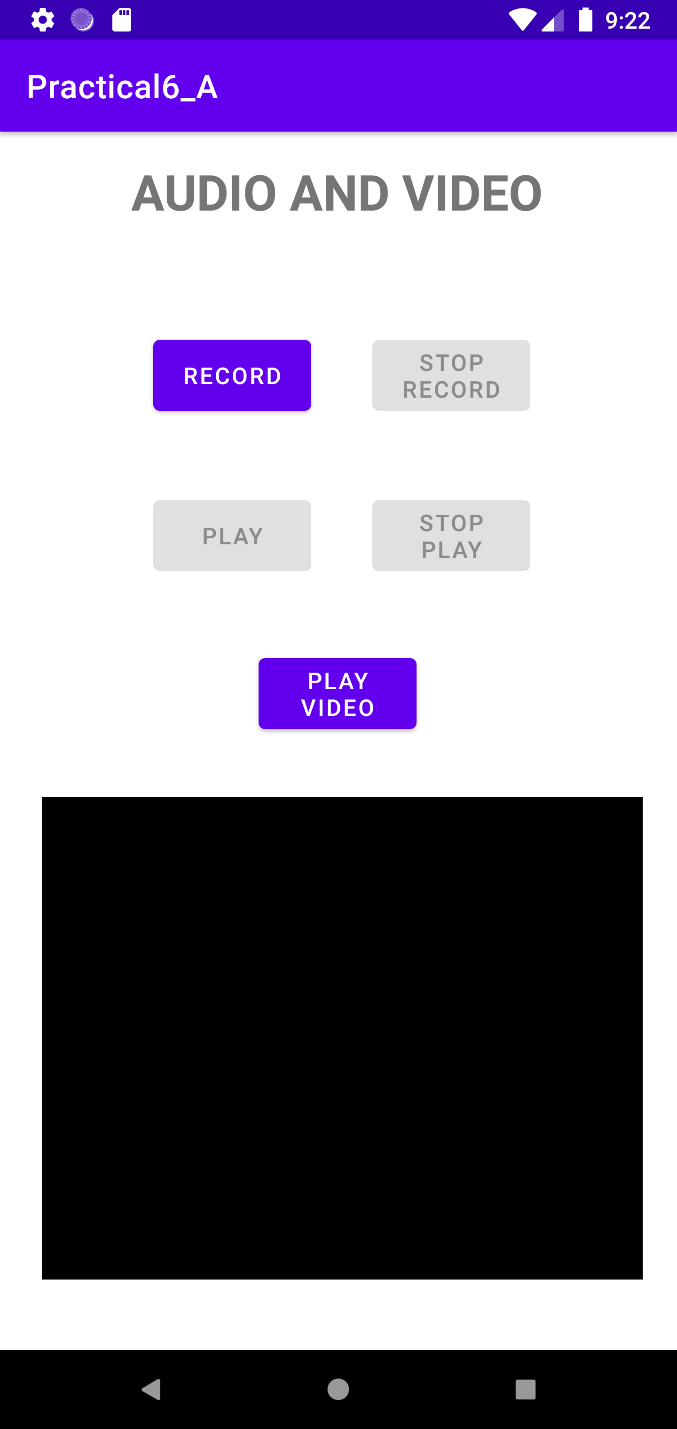 9:22
Practical6_A
AUDIO AND VIDEO
RECORD
STOP
RECORD
PLAY
STOP
PLAY
PLAY
VIDEO